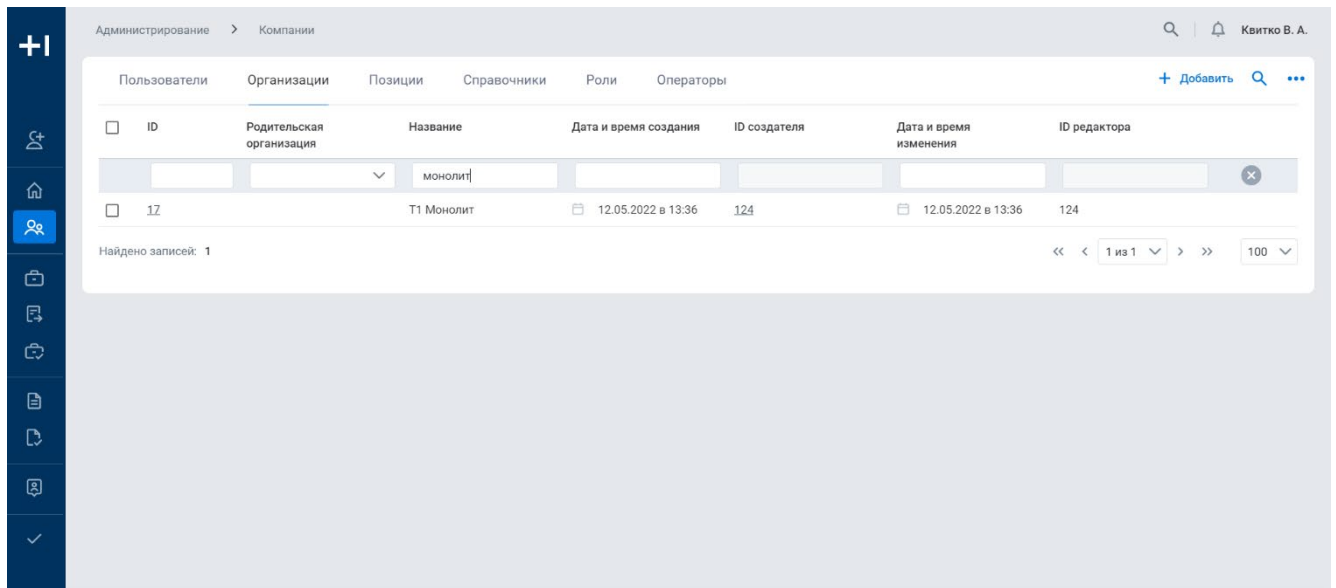 Администрирование > Компании
Квитко В. А.
Пользователи Организации Позиции Справочники Роли Операторы
+ Добавить
ID Родительская организация Название Дата и время создания ID создателя Дата и время изменения ID редактора
монолит
17 Т1 Монолит 12.05.2022 в 13:36 124 12.05.2022 в 13:36 124
Найдено записей: 1
<< < 1 из 1 > >> 100